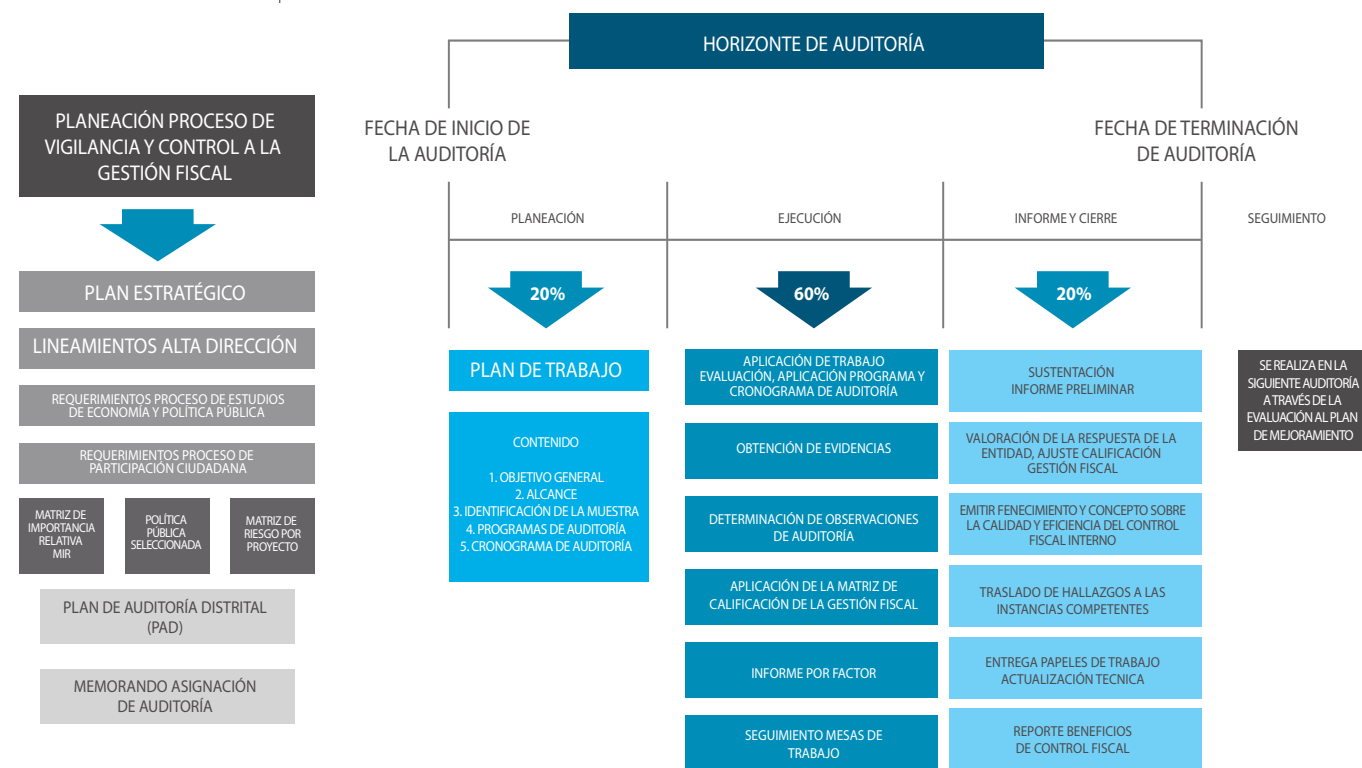 HORIZONTE DE AUDITORÍA
PLANEACIÓN PROCESO DE
VIGILANCIA Y CONTROL A LA
GESTIÓN FISCAL
PLAN ESTRATÉGICO
LINEAMIENTOS ALTA DIRECCIÓN
REQUERIMIENTOS PROCESO DE ESTUDIOS
DE ECONOMÍA Y POLÍTICA PÚBLICA
REQUERIMIENTOS PROCESO DE
PARTICIPACIÓN CIUDADANA
MATRIZ DE
IMPORTANCIA
RELATIVA
MIR
POLÍTICA
PÚBLICA
SELECCIONADA
MATRIZ DE
RIESGO POR
PROYECTO
PLAN DE AUDITORÍA DISTRITAL
(PAD)
MEMORANDO ASIGNACIÓN
DE AUDITORÍA
FECHA DE INICIO DE
LA AUDITORÍA
FECHA DE TERMINACIÓN
DE AUDITORÍA
PLANEACIÓN
20%
PLAN DE TRABAJO
CONTENIDO
1. OBJETIVO GENERAL
2. ALCANCE
3. IDENTIFICACIÓN DE LA MUESTRA
4. PROGRAMAS DE AUDITORÍA
5. CRONOGRAMA DE AUDITORÍA
EJECUCIÓN
60%
APLICACIÓN DE TRABAJO
EVALUACIÓN, APLICACIÓN PROGRAMA Y
CRONOGRAMA DE AUDITORÍA
OBTENCIÓN DE EVIDENCIAS
DETERMINACIÓN DE OBSERVACIONES
DE AUDITORÍA
APLICACIÓN DE LA MATRIZ DE
CALIFICACIÓN DE LA GESTIÓN FISCAL
INFORME POR FACTOR
SEGUIMIENTO MESAS DE
TRABAJO
INFORME Y CIERRE
20%
SUSTENTACIÓN
INFORME PRELIMINAR
VALORACIÓN DE LA RESPUESTA DE LA
ENTIDAD, AJUSTE CALIFICACIÓN
GESTIÓN FISCAL
EMITIR FENECIMIENTO Y CONCEPTO SOBRE
LA CALIDAD Y EFICIENCIA DEL CONTROL
FISCAL INTERNO
TRASLADO DE HALLAZGOS A LAS
INSTANCIAS COMPETENTES
ENTREGA PAPELES DE TRABAJO
ACTUALIZACIÓN TECNICA
REPORTE BENEFICIOS
DE CONTROL FISCAL
SEGUIMIENTO
SE REALIZA EN LA
SIGUIENTE AUDITORÍA
A TRAVÉS DE LA
EVALUACIÓN AL PLAN
DE MEJORAMIENTO